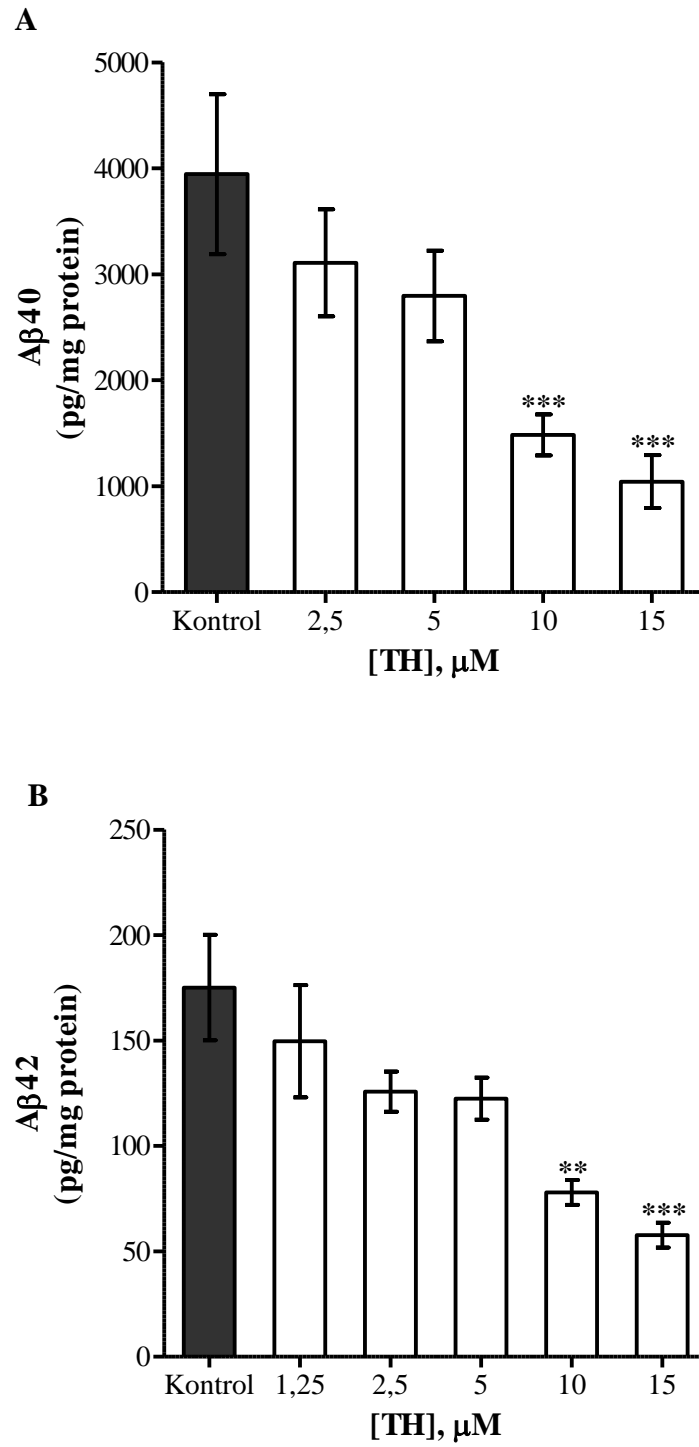 A
5000
4000
3000
2000
1000
0
Aβ40
(pg/mg protein)
***
***
Kontrol 2,5 5 10 15
[TH], μM
B
250
200
150
100
50
0
Aβ42
(pg/mg protein)
**
***
Kontrol 1,25 2,5 5 10 15
[TH], μM